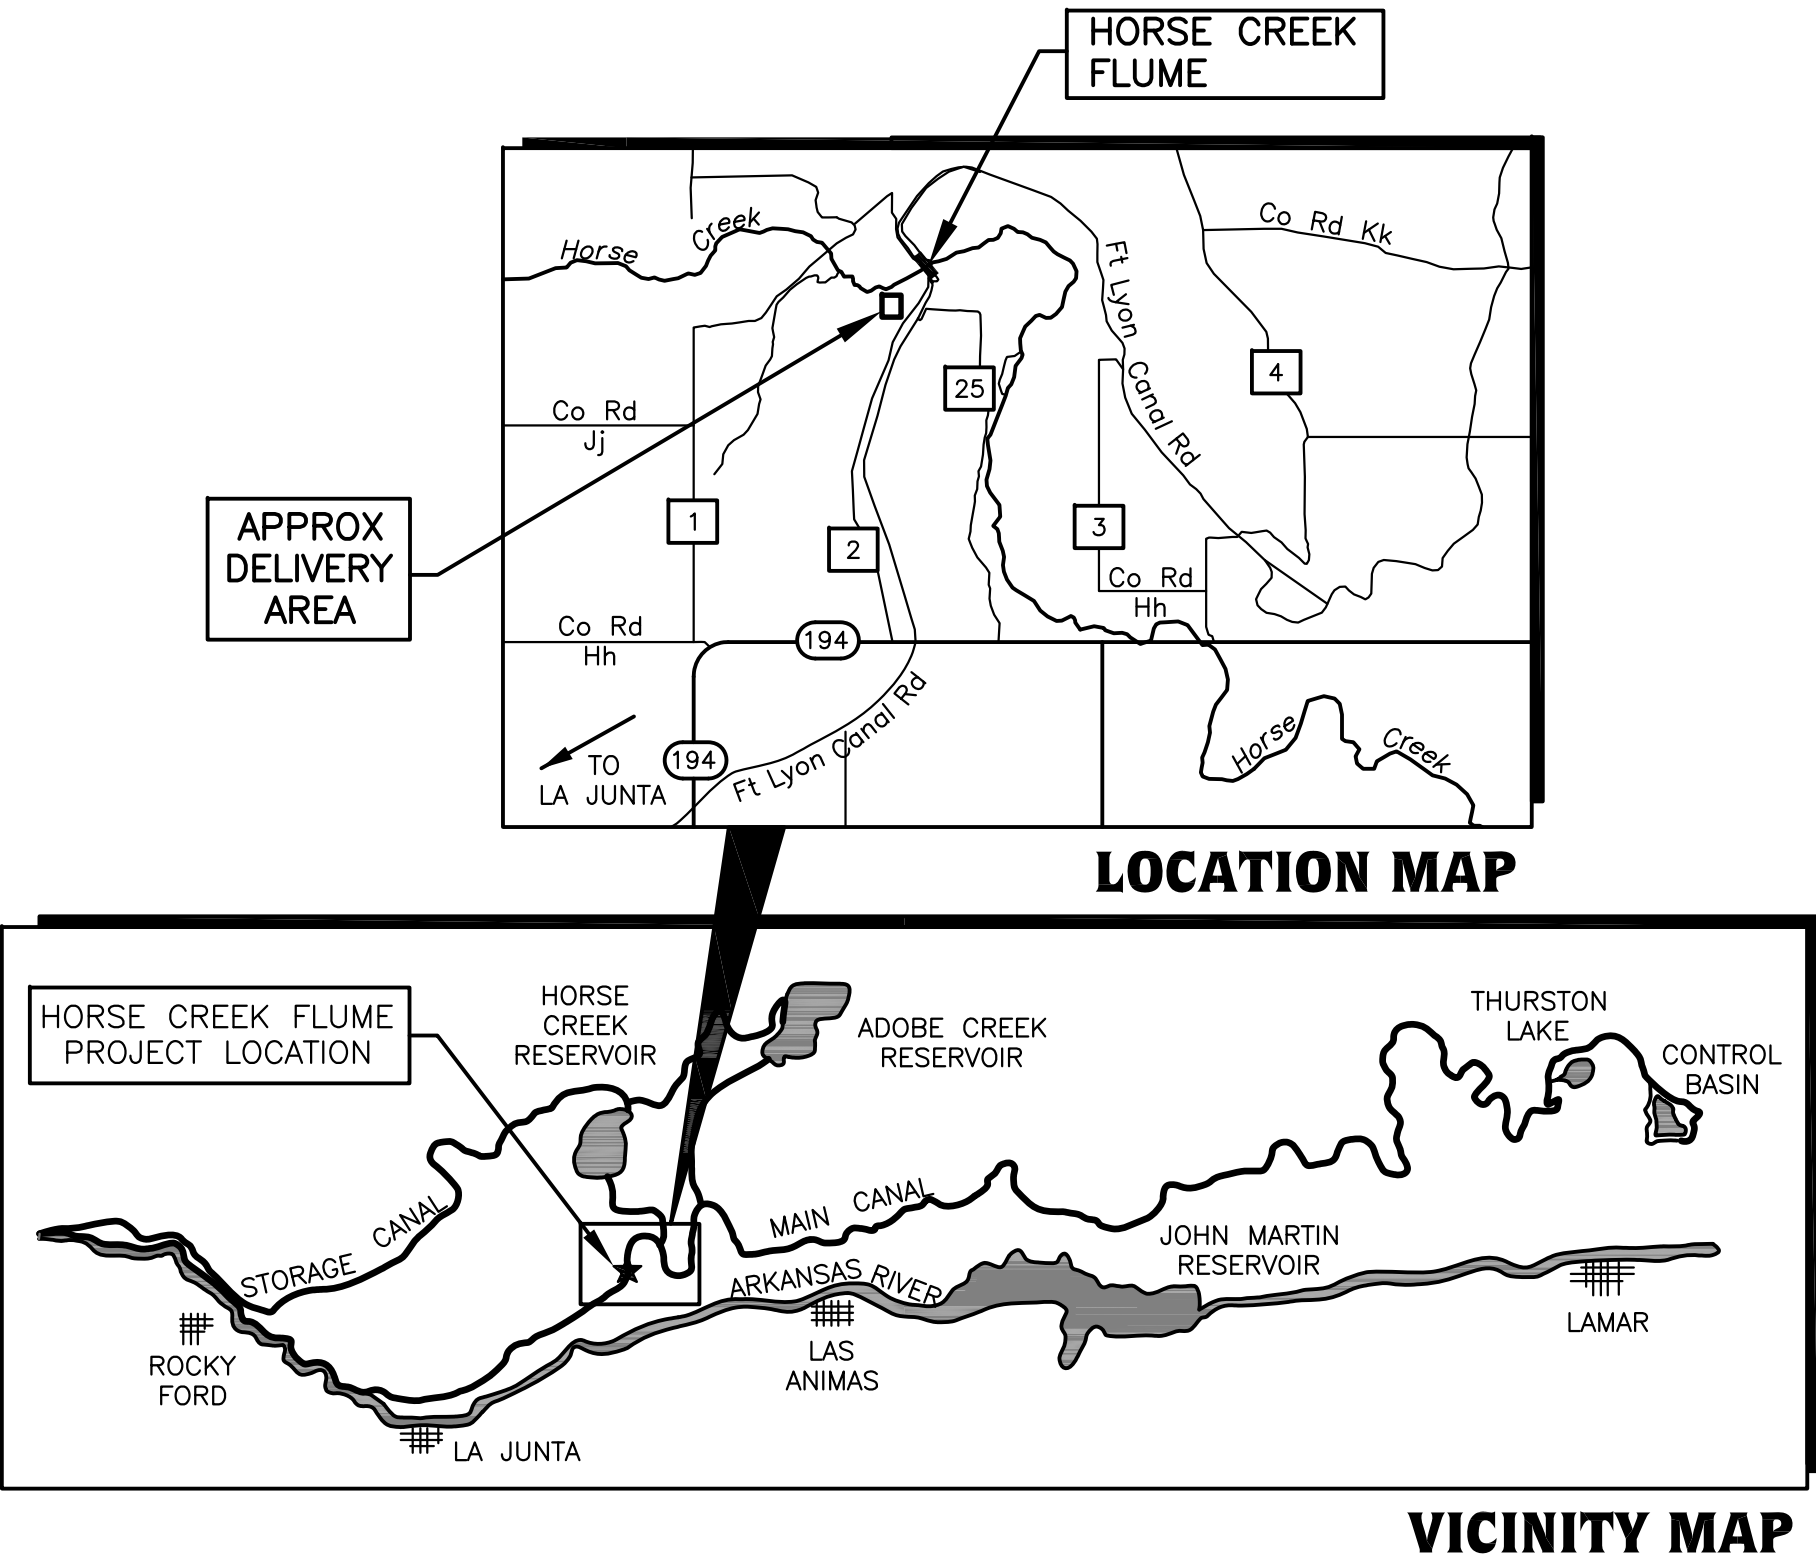 HORSE CREEK
FLUME
Co Rd Kk
Horse Creek
Ft Lyon Canal Rd
4
25
Co Rd
Jj
1
2
3
APPROX
DELIVERY
AREA
Co Rd
Hh
Co Rd
Hh
194
Ft Lyon Canal Rd
Horse Creek
194
TO
LA JUNTA
LOCATION MAP
HORSE CREEK FLUME
PROJECT LOCATION
HORSE
CREEK
RESERVOIR
ADOBE CREEK
RESERVOIR
THURSTON
LAKE
CONTROL
BASIN
STORAGE CANAL
MAIN CANAL
JOHN MARTIN
RESERVOIR
ARKANSAS RIVER
ROCKY
FORD
LAS
ANIMAS
LAMAR
LA JUNTA
VICINITY MAP